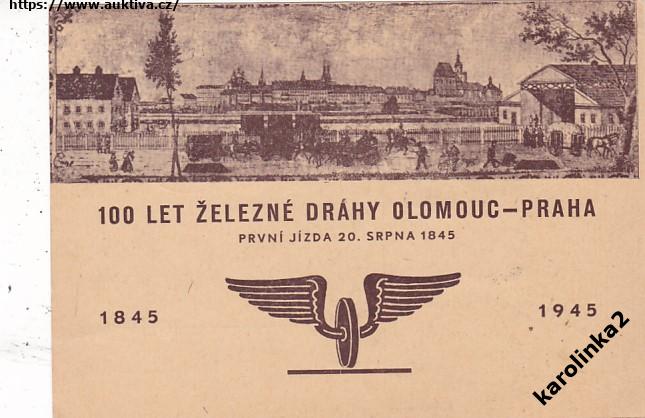 https://www.auktiva.cz/
100 LET ŽELEZNÉ DRÁHY OLOMOUC–PRAHA
PRVNÍ JÍZDA 20. SRPNA 1845
1845
1945
karolinka2